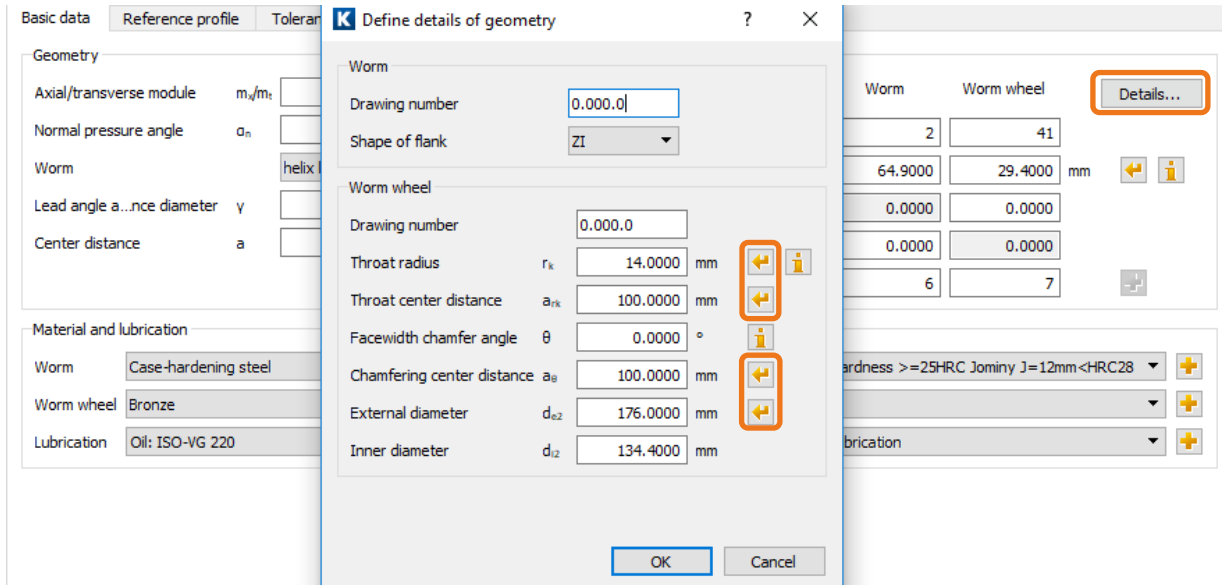 Basic data Reference profile Toleran
K Define details of geometry ? ×
Geometry
Worm
Axial/transverse module mₓ/mₜ
Drawing number 0.000.0
Worm Worm wheel Details...
Normal pressure angle αₙ
Shape of flank ZI
2 41
Worm helix l
Worm wheel
64.9000 29.4000 mm
Lead angle a...nce diameter γ
Drawing number 0.000.0
0.0000 0.0000
Center distance a
Throat radius rₖ 14.0000 mm
0.0000 0.0000
Throat center distance aᵣₖ 100.0000 mm
6 7
Material and lubrication
Facewidth chamfer angle θ 0.0000 °
Worm Case-hardening steel
Chamfering center distance aθ 100.0000 mm
ardness >=25HRC Jominy J=12mm<HRC28
Worm wheel Bronze
External diameter dₑ₂ 176.0000 mm
Lubrication Oil: ISO-VG 220
Inner diameter dᵢ₂ 134.4000 mm
brication
OK Cancel